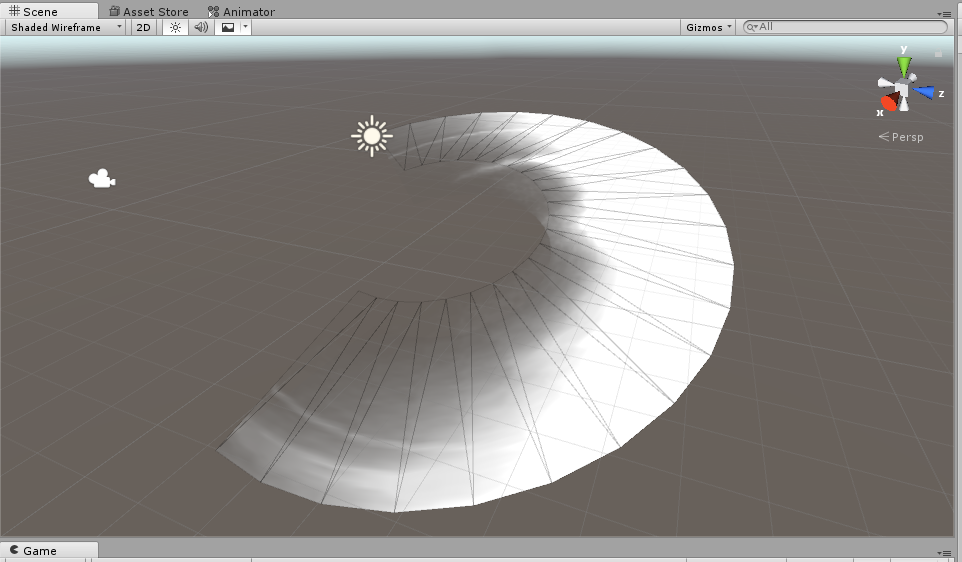 Scene Asset Store Animator
Shaded Wireframe 2D Gizmos All
y
z
x
Persp
Game